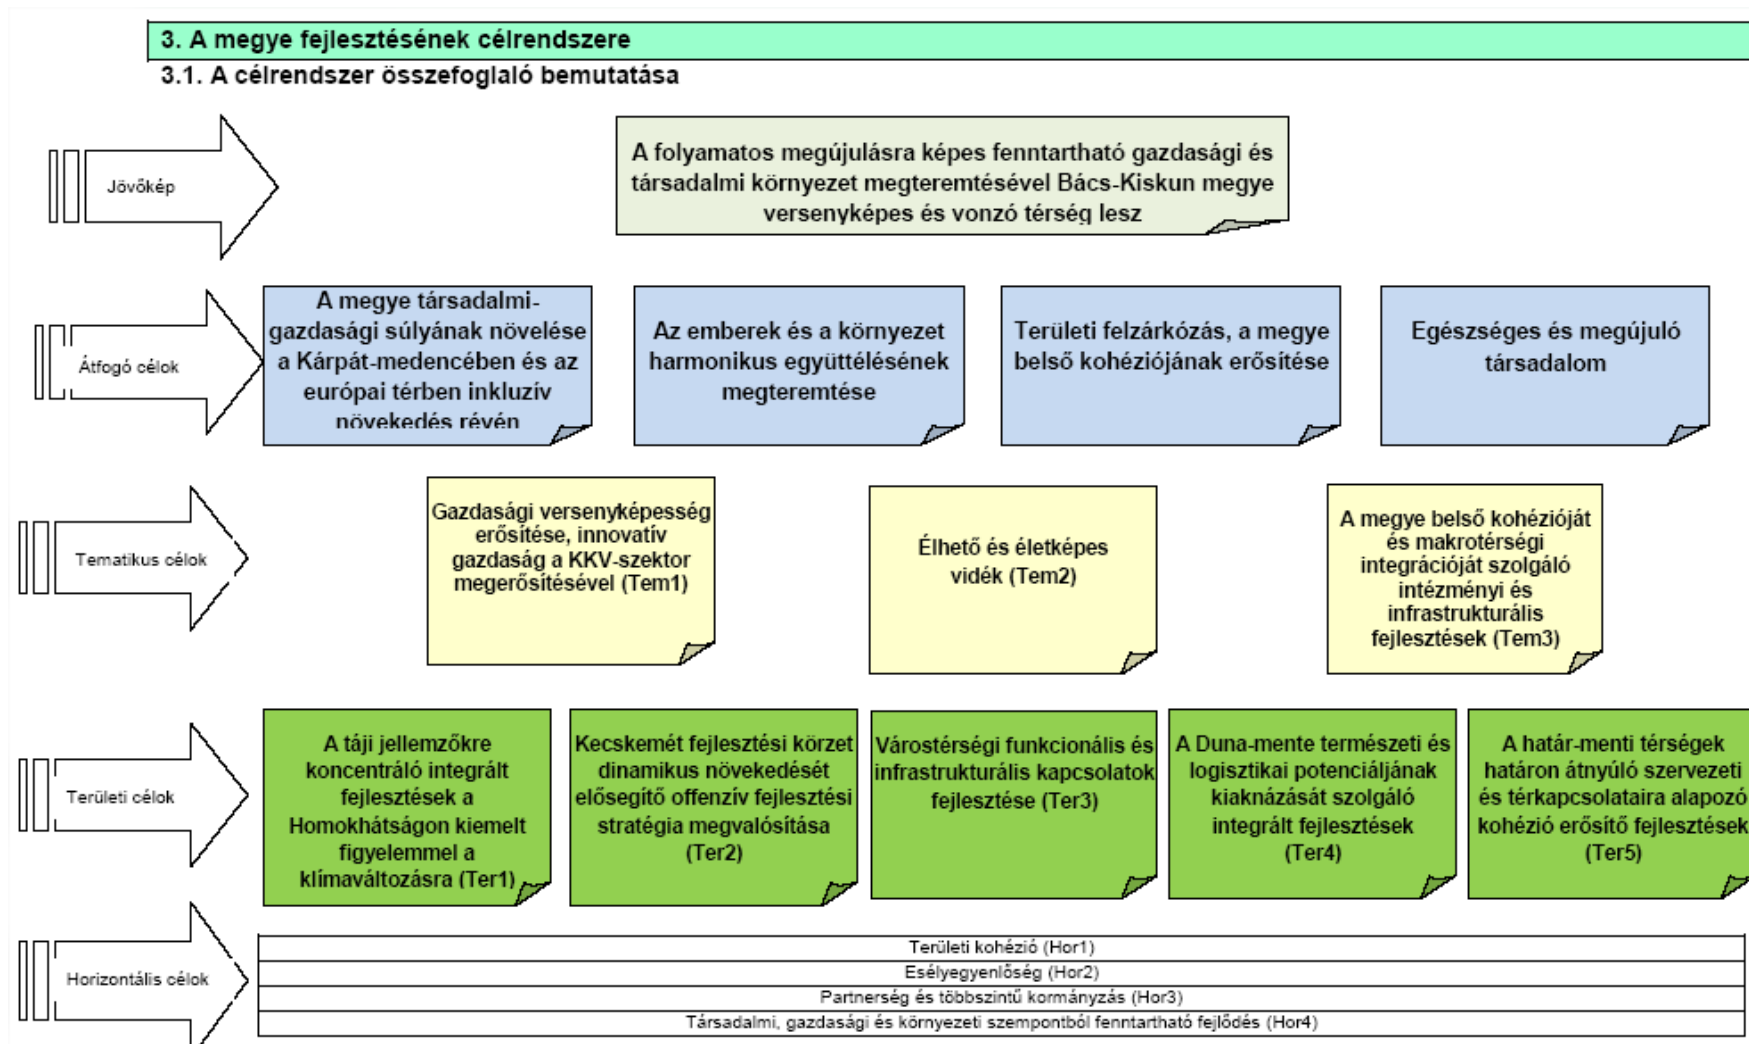 3. A megye fejlesztésének célrendszere
3.1. A célrendszer összefoglaló bemutatása
Jövőkép
A folyamatos megújulásra képes fenntartható gazdasági és
társadalmi környezet megteremtésével Bács-Kiskun megye
versenyképes és vonzó térség lesz
Átfogó célok
A megye társadalmi-
gazdasági súlyának növelése
a Kárpát-medencében és az
európai térben inkluzív
növekedés révén
Az emberek és a környezet
harmonikus együttélésének
megteremtése
Területi felzárkózás, a megye
belső kohéziójának erősítése
Egészséges és megújuló
társadalom
Tematikus célok
Gazdasági versenyképesség
erősítése, innovatív
gazdaság a KKV-szektor
megerősítésével (Tem1)
Élhető és életképes
vidék (Tem2)
A megye belső kohézióját
és makrotérségi
integrációját szolgáló
intézményi és
infrastrukturális
fejlesztések (Tem3)
Területi célok
A táji jellemzőkre
koncentráló integrált
fejlesztések a
Homokhátságon kiemelt
figyelemmel a
klímaváltozásra (Ter1)
Kecskemét fejlesztési körzet
dinamikus növekedését
elősegítő offenzív fejlesztési
stratégia megvalósítása
(Ter2)
Várostérségi funkcionális és
infrastrukturális kapcsolatok
fejlesztése (Ter3)
A Duna-mente természeti és
logisztikai potenciáljának
kiaknázását szolgáló
integrált fejlesztések
(Ter4)
A határ-menti térségek
határon átnyúló szervezeti
és térkapcsolataira alapozó
kohézió erősítő fejlesztések
(Ter5)
Horizontális célok
Területi kohézió (Hor1)
Esélyegyenlőség (Hor2)
Partnerség és többszintű kormányzás (Hor3)
Társadalmi, gazdasági és környezeti szempontból fenntartható fejlődés (Hor4)